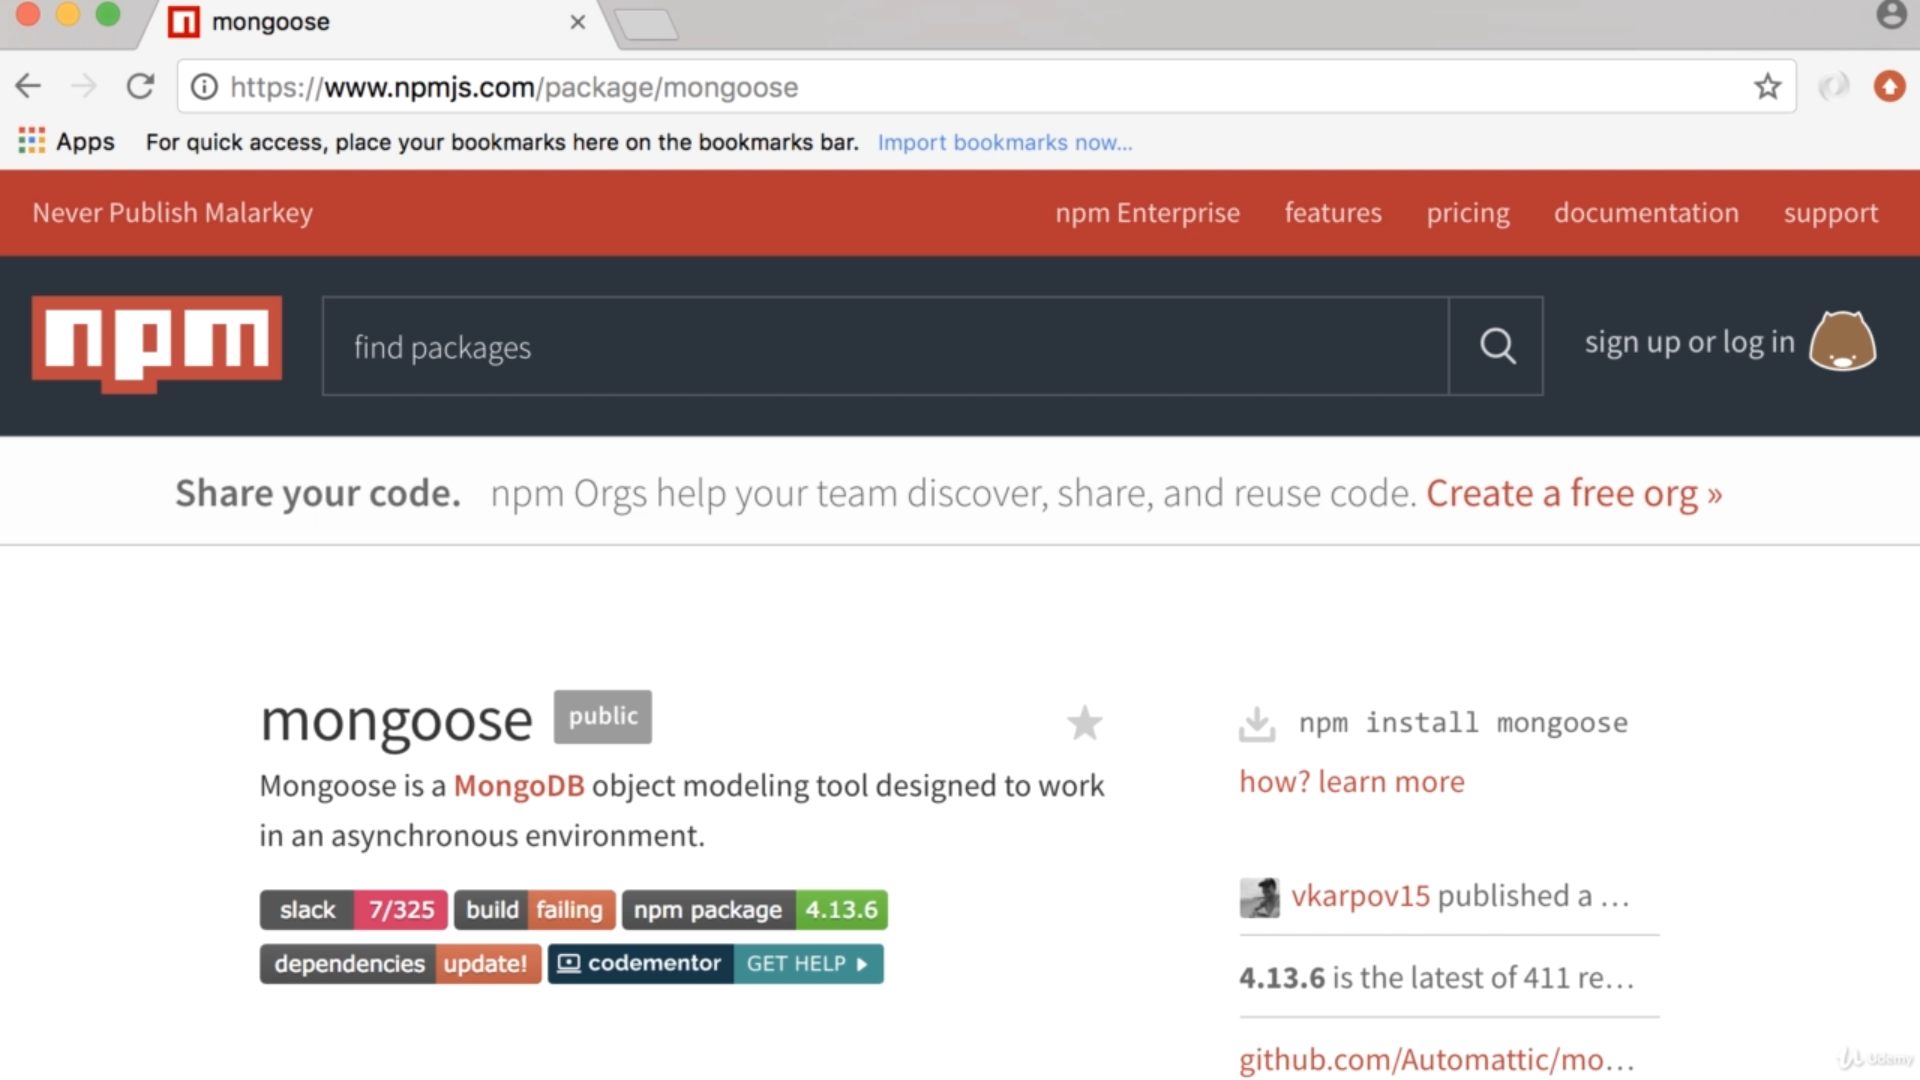 mongoose
https://www.npmjs.com/package/mongoose
Apps For quick access, place your bookmarks here on the bookmarks bar. Import bookmarks now...
Never Publish Malarkey npm Enterprise features pricing documentation support
npm find packages sign up or log in
Share your code. npm Orgs help your team discover, share, and reuse code. Create a free org »
mongoose public
Mongoose is a MongoDB object modeling tool designed to work
in an asynchronous environment.
slack 7/325 build failing npm package 4.13.6
dependencies update! codementor GET HELP
npm install mongoose
how? learn more
vkarpov15 published a …
4.13.6 is the latest of 411 re…
github.com/Automattic/mo…
Udemy